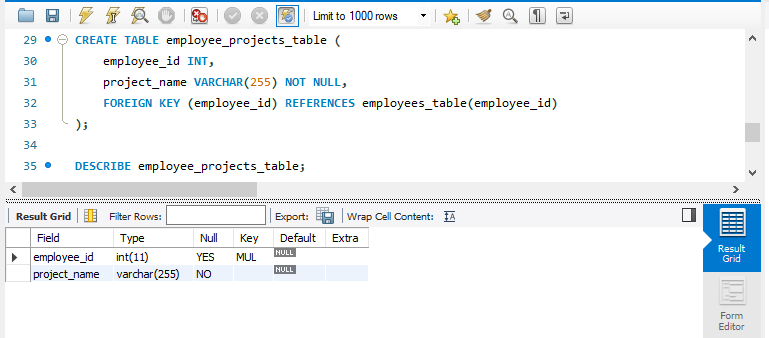 Limit to 1000 rows
29 CREATE TABLE employee_projects_table (
30 employee_id INT,
31 project_name VARCHAR(255) NOT NULL,
32 FOREIGN KEY (employee_id) REFERENCES employees_table(employee_id)
33 );
34
35 DESCRIBE employee_projects_table;
Result Grid Filter Rows: Export: Wrap Cell Content: IA
Field Type Null Key Default Extra
employee_id int(11) YES MUL NULL
project_name varchar(255) NO NULL
Result
Grid
Form
Editor